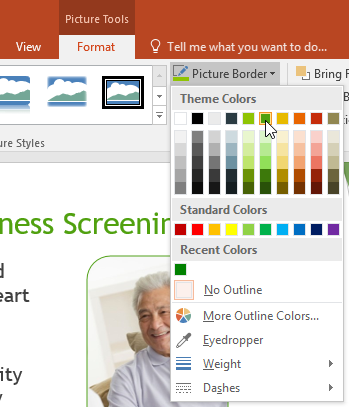 Picture Tools
View Format Tell me what you want to do...
Picture Border Bring F
Theme Colors
ture Styles
Standard Colors
ness Screenin
Recent Colors
d
eart
No Outline
More Outline Colors...
Eyedropper
Weight
ity
Dashes